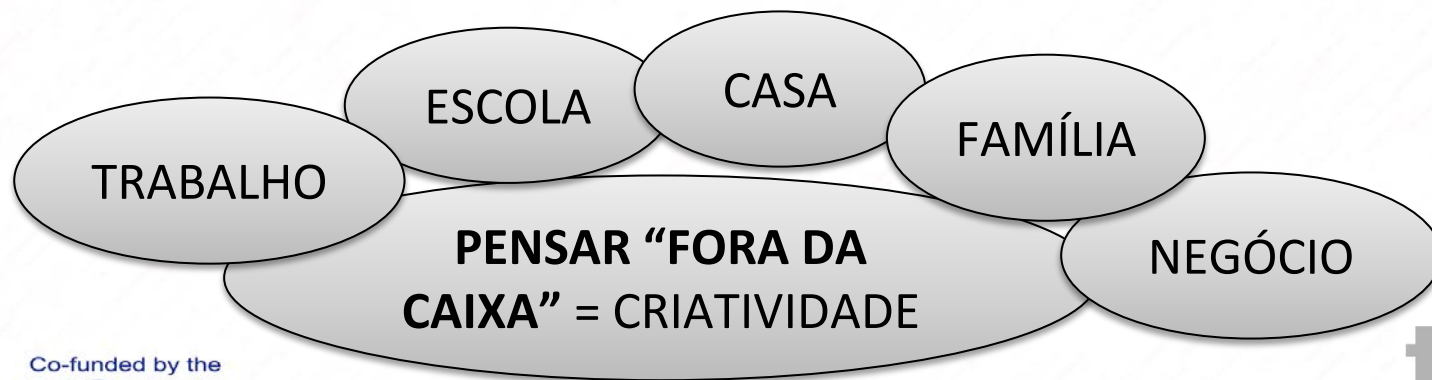 TRABALHO
ESCOLA
CASA
FAMÍLIA
NEGÓCIO
PENSAR “FORA DA
CAIXA” = CRIATIVIDADE
Co-funded by the